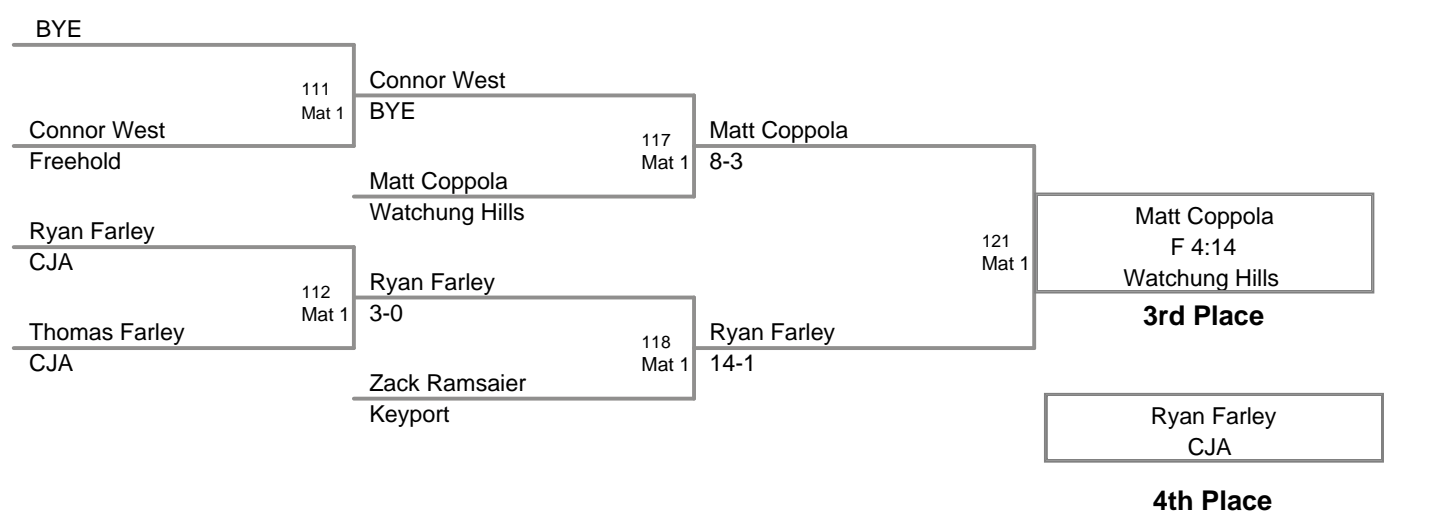 BYE
111
Mat 1
Connor West
Freehold
Connor West
BYE
117
Mat 1
Matt Coppola
Watchung Hills
Matt Coppola
8-3
Ryan Farley
CJA
112
Mat 1
Thomas Farley
CJA
Ryan Farley
3-0
118
Mat 1
Zack Ramsaier
Keyport
Ryan Farley
14-1
121
Mat 1
Matt Coppola
F 4:14
Watchung Hills
3rd Place
Ryan Farley
CJA
4th Place